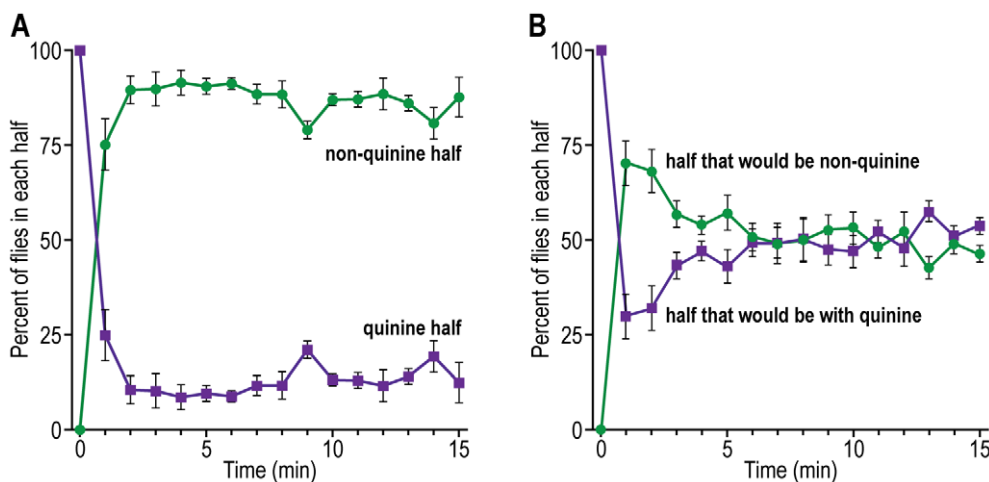 A
Percent of flies in each half
100
75
50
25
0
non-quinine half
quinine half
0
5
10
15
Time (min)
B
Percent of flies in each half
100
75
50
25
0
half that would be non-quinine
half that would be with quinine
0
5
10
15
Time (min)